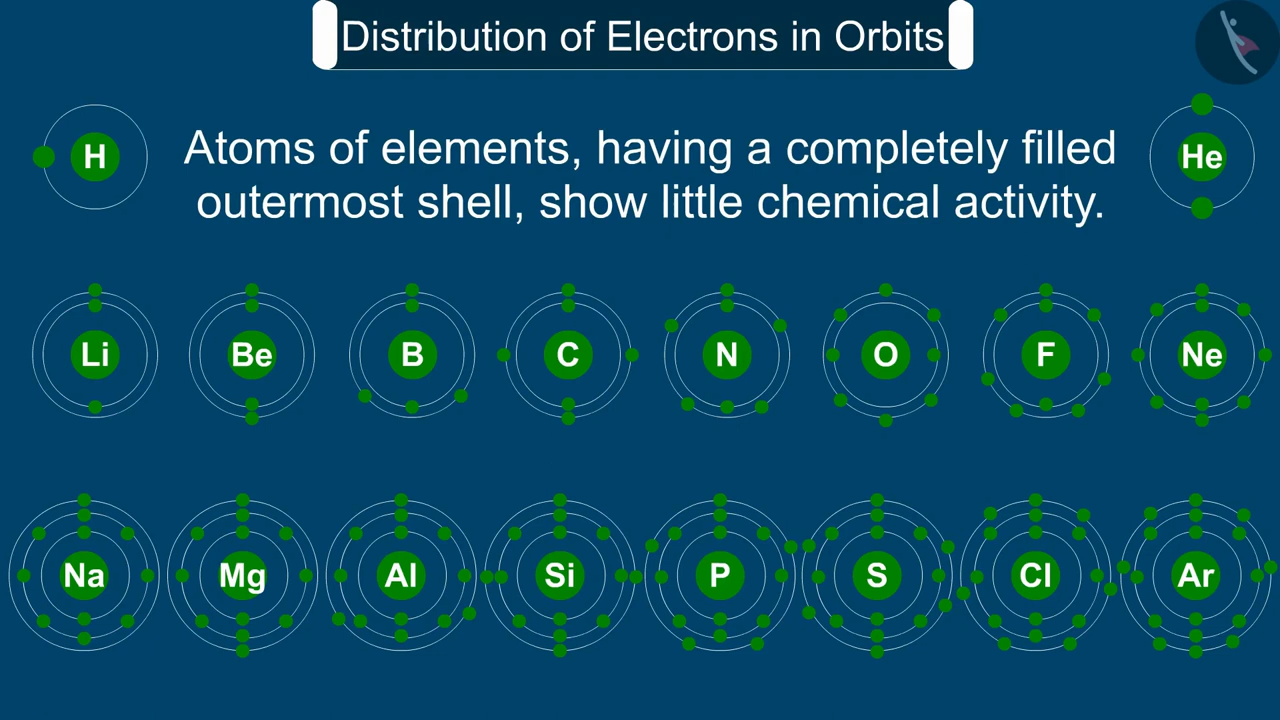 Distribution of Electrons in Orbits
H
Atoms of elements, having a completely filled
outermost shell, show little chemical activity.
He
Li Be B C N O F Ne
Na Mg Al Si P S Cl Ar